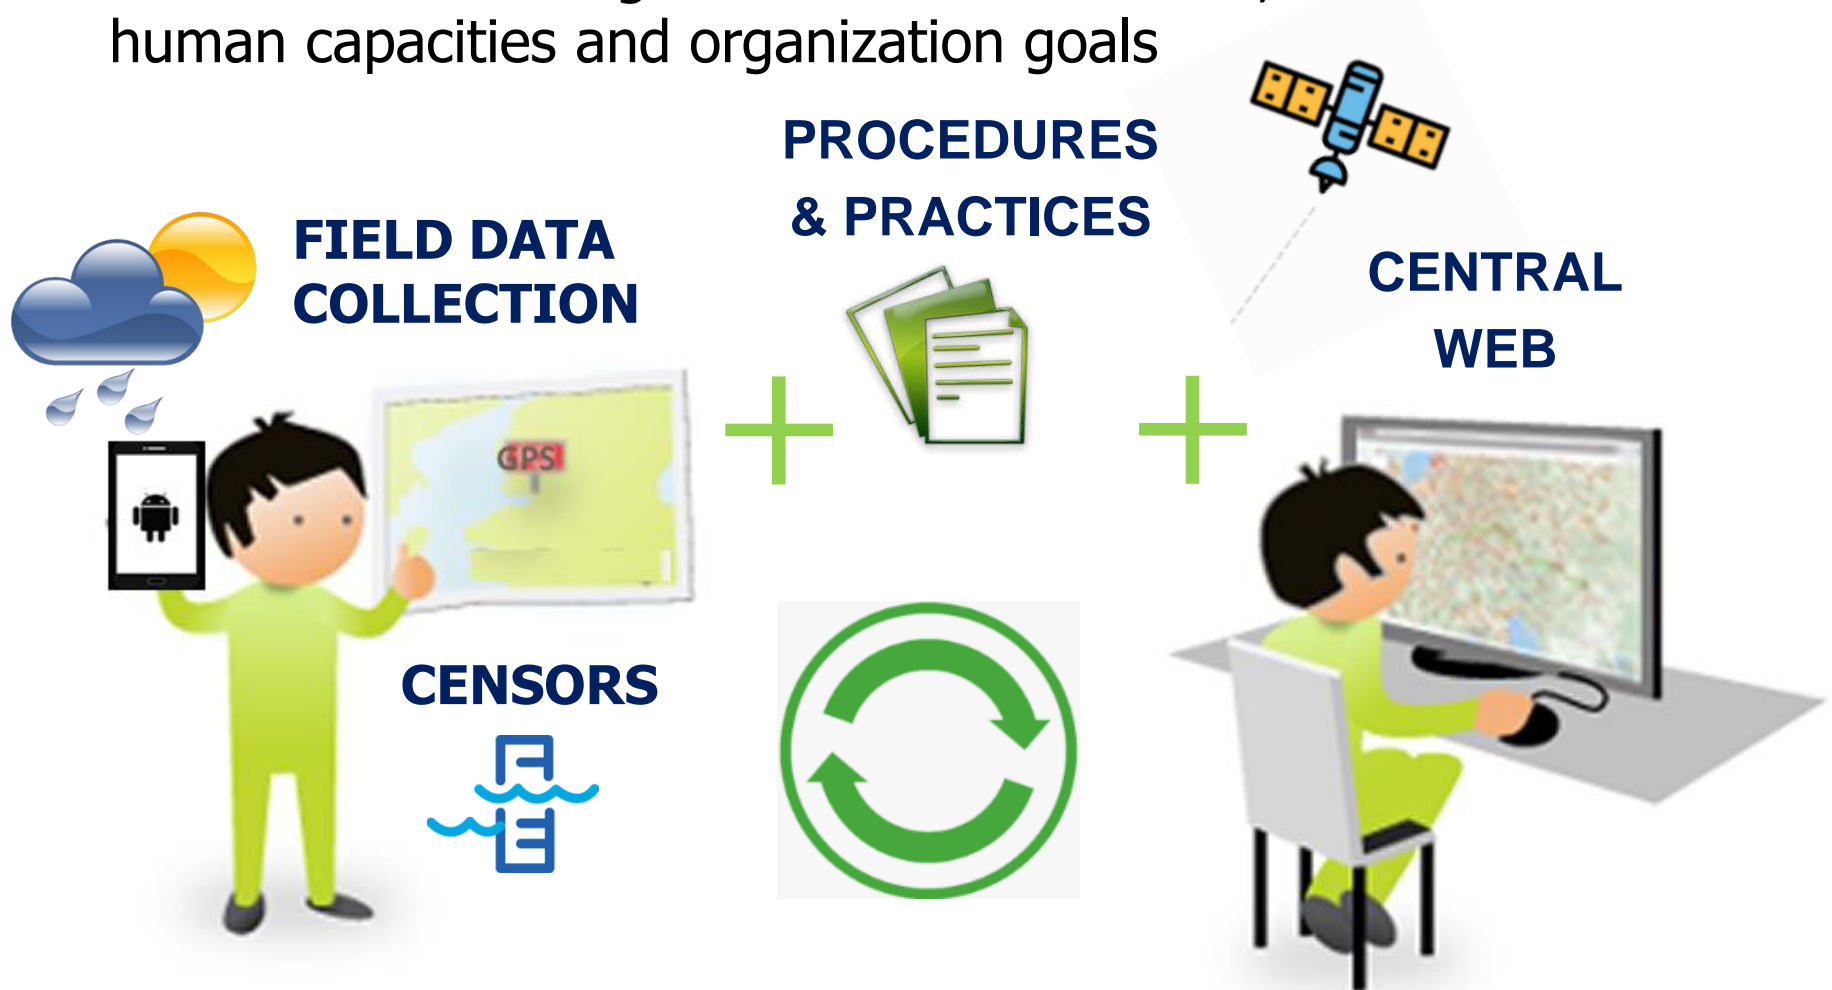 human capacities and organization goals
PROCEDURES
& PRACTICES
FIELD DATA
COLLECTION
CENTRAL
WEB
GPS
CENSORS